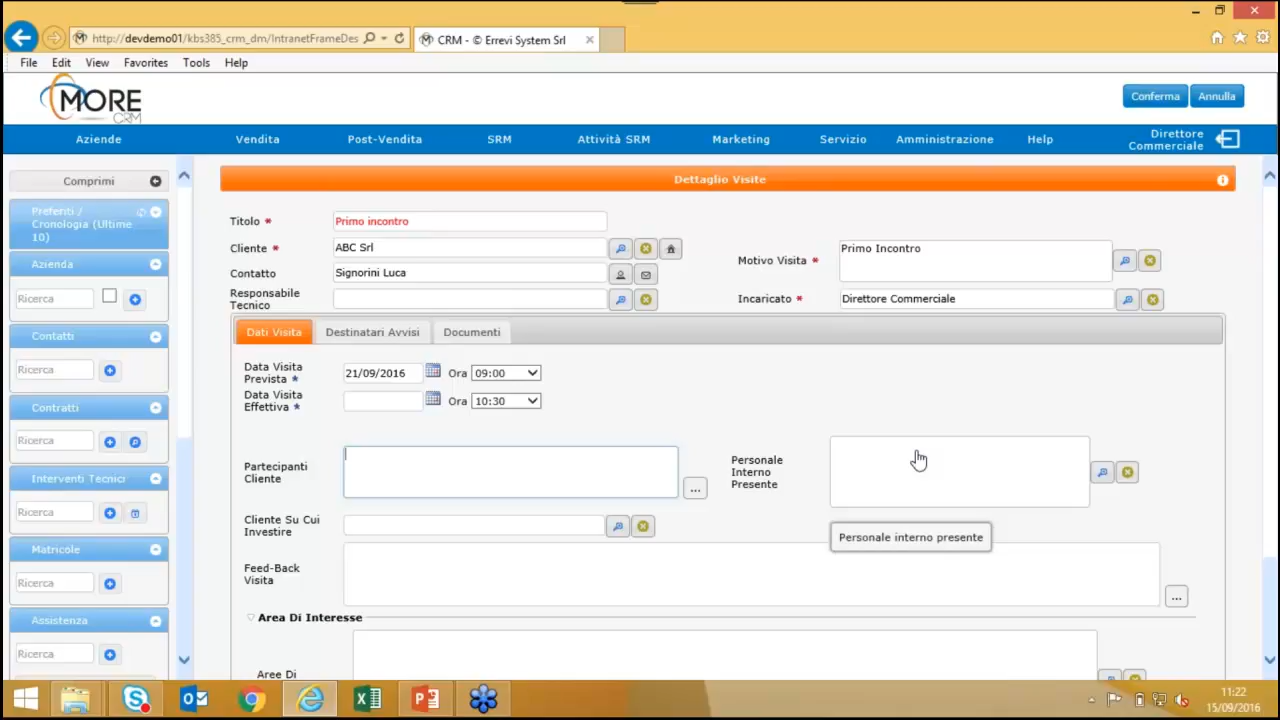 http://devdemo01/kbs385_crm_dm/IntranetFrameDes
CRM - © Errevi System Srl
File Edit View Favorites Tools Help
MORE
CRM
Conferma Annulla
Aziende Vendita Post-Vendita SRM Attività SRM Marketing Servizio Amministrazione Help Direttore
Commerciale
Comprimi
Preferiti /
Cronologia (Ultime
10)
Azienda
Ricerca
Contatti
Ricerca
Contratti
Ricerca
Interventi Tecnici
Ricerca
Matricole
Ricerca
Assistenza
Ricerca
Dettaglio Visite
Titolo * Primo incontro
Cliente * ABC Srl
Motivo Visita * Primo Incontro
Contatto Signorini Luca
Responsabile
Tecnico
Incaricato * Direttore Commerciale
Dati Visita Destinatari Avvisi Documenti
Data Visita
Prevista * 21/09/2016 Ora 09:00
Data Visita
Effettiva * Ora 10:30
Partecipanti
Cliente
...
Personale
Interno
Presente
Cliente Su Cui
Investire
Personale interno presente
Feed-Back
Visita
...
Area Di Interesse
Aree Di
11:22
15/09/2016